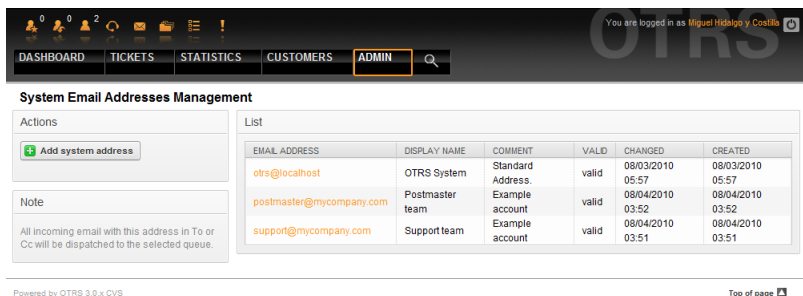 0 0 2
OTRS
You are logged in as Miguel Hidalgo y Costilla
DASHBOARD TICKETS STATISTICS CUSTOMERS ADMIN
System Email Addresses Management
Actions
Add system address
Note
All incoming email with this address in To or
Cc will be dispatched to the selected queue.
List
EMAIL ADDRESS DISPLAY NAME COMMENT VALID CHANGED CREATED
otrs@localhost OTRS System Standard Address. valid 08/03/2010 05:57 08/03/2010 05:57
postmaster@mycompany.com Postmaster team Example account valid 08/04/2010 03:52 08/04/2010 03:52
support@mycompany.com Support team Example account valid 08/04/2010 03:51 08/04/2010 03:51
Powered by OTRS 3.0.x CVS
Top of page